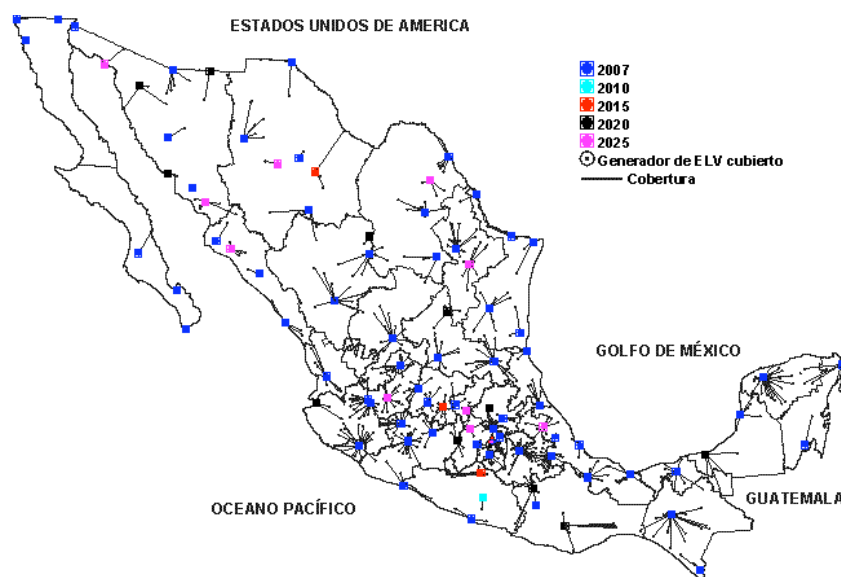 ESTADOS UNIDOS DE AMERICA
2007
2010
2015
2020
2025
Generador de ELV cubierto
Cobertura
GOLFO DE MÉXICO
OCEANO PACÍFICO
GUATEMALA